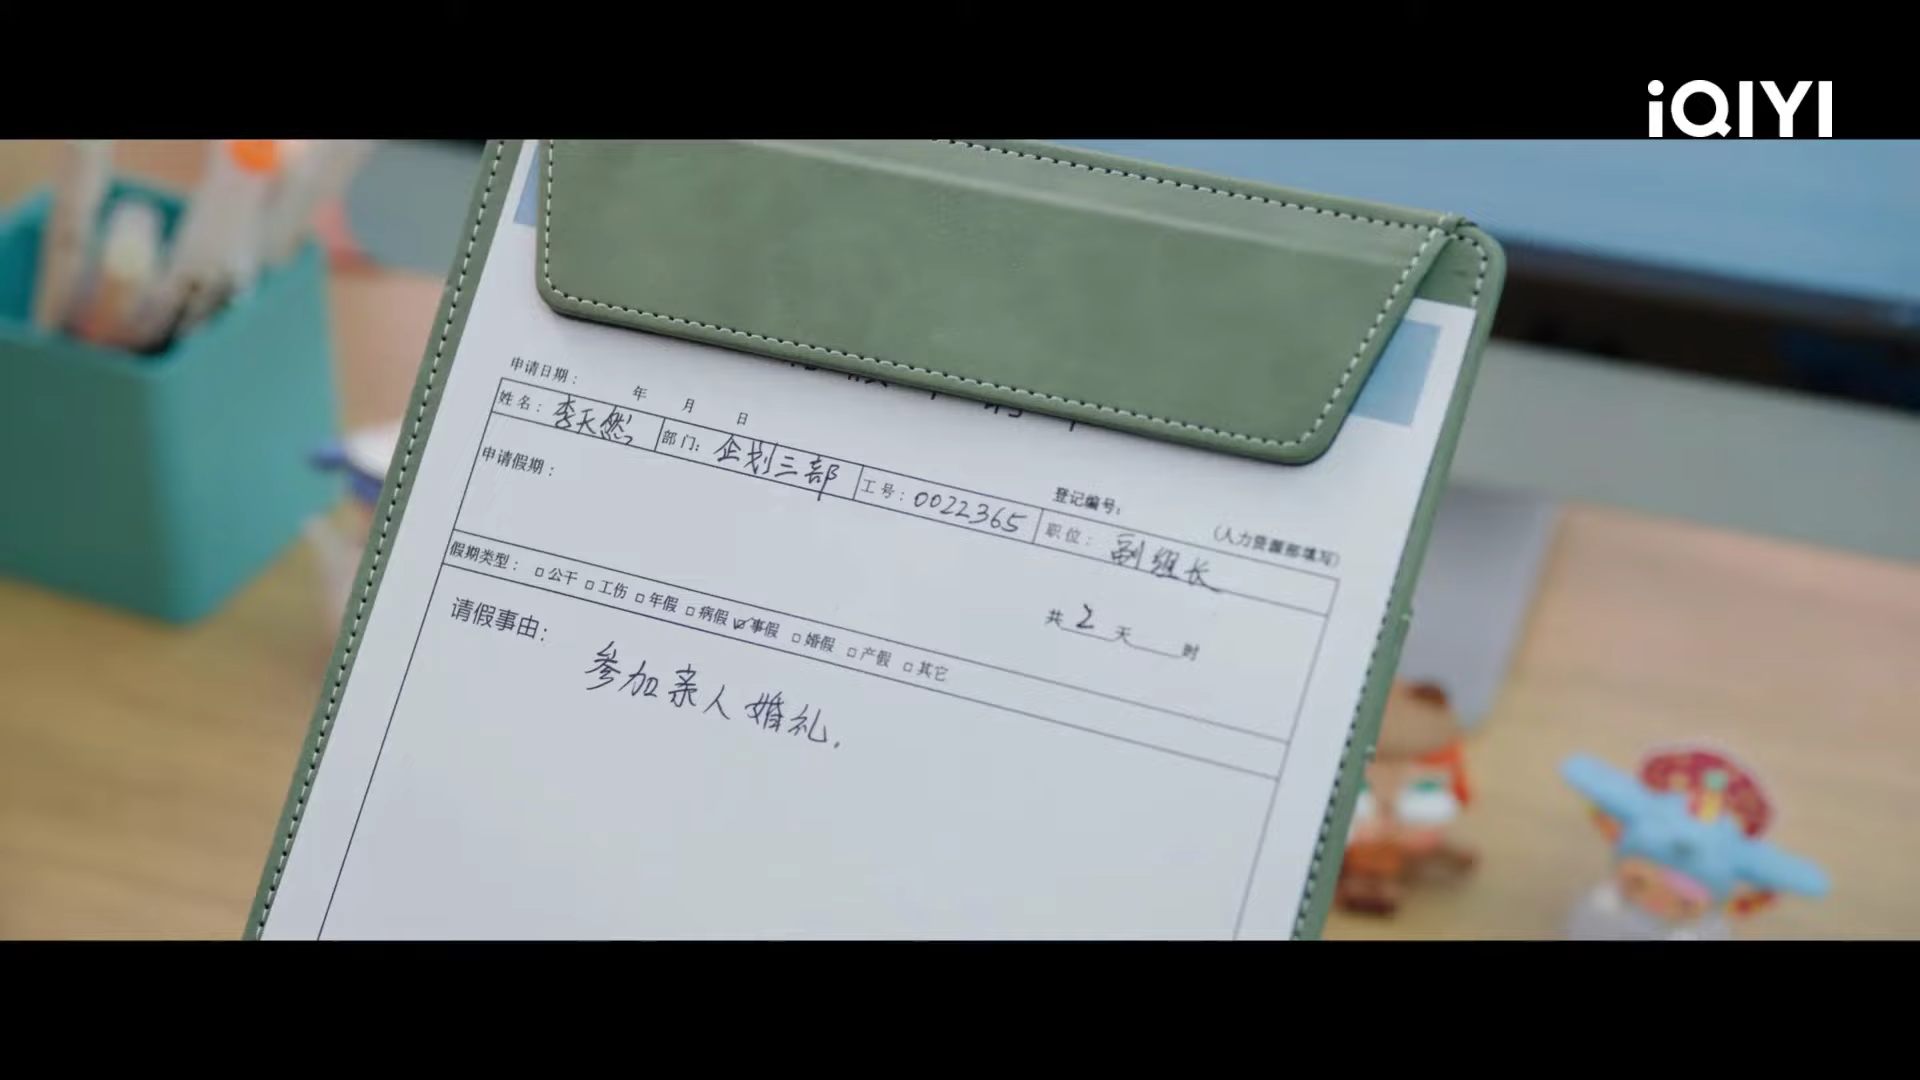 iQIYI
申请日期： 年 月 日
登记编号： （人力资源部填写）
姓名：李天然 部门：企划三部 工号：0022365 职位：副组长
申请假期： 共2天 时
假期类型：□公干□工伤□年假□病假☑事假□婚假□产假□其它
请假事由：
参加亲人婚礼.